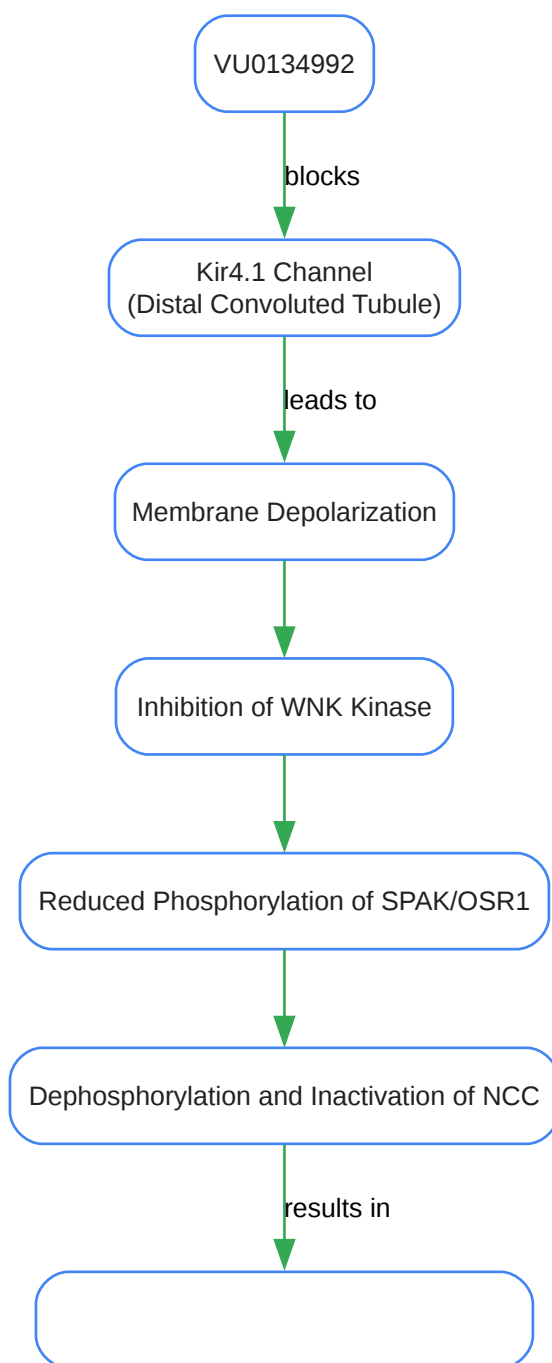 VU0134992
blocks
Kir4.1 Channel
(Distal Convoluted Tubule)
leads to
Membrane Depolarization
Inhibition of WNK Kinase
Reduced Phosphorylation of SPAK/OSR1
Dephosphorylation and Inactivation of NCC
results in